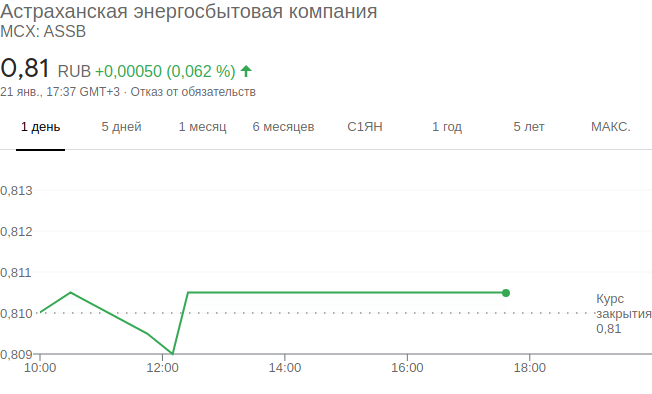 Астраханская энергосбытовая компания
MCX: ASSB
0,81 RUB +0,00050 (0,062 %)
21 янв., 17:37 GMT+3 · Отказ от обязательств
1 день 5 дней 1 месяц 6 месяцев С1ЯН 1 год 5 лет МАКС.
0,813
0,812
0,811
0,810
0,809
Курс
закрытия
0,81
10:00 12:00 14:00 16:00 18:00